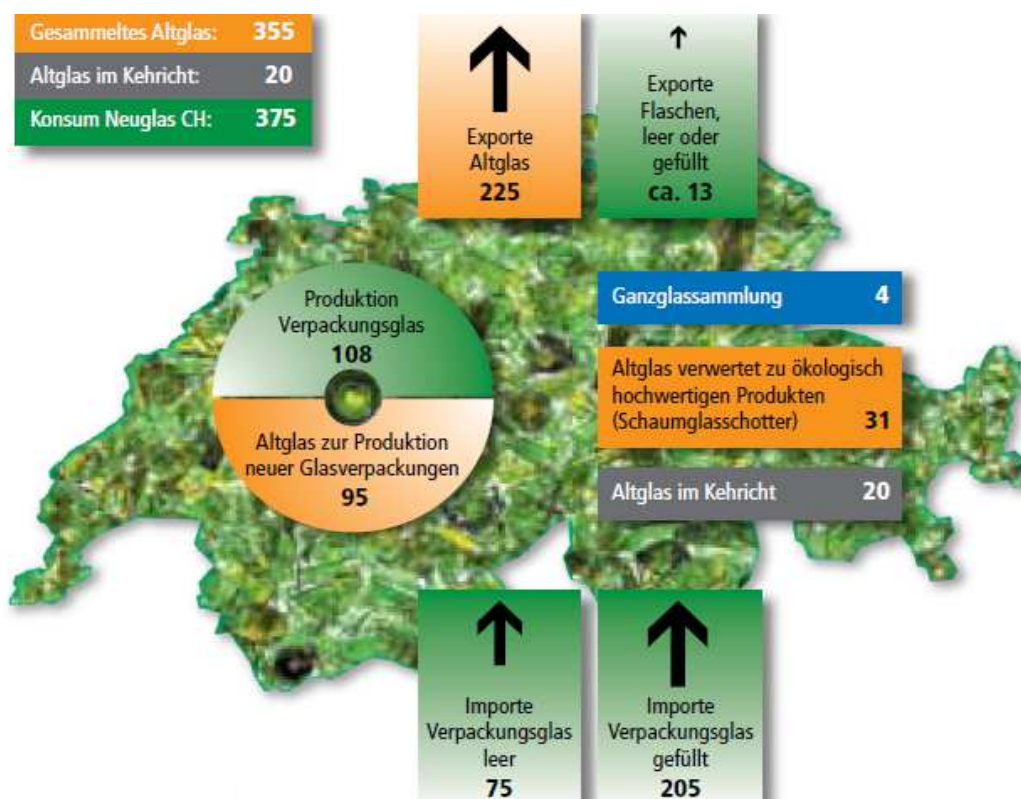 Gesammeltes Altglas: 355
Altglas im Kehricht: 20
Konsum Neuglas CH: 375
Exporte
Altglas
225
Exporte
Flaschen,
leer oder
gefüllt
ca. 13
Produktion
Verpackungsglas
108
Altglas zur Produktion
neuer Glasverpackungen
95
Ganzglassammlung 4
Altglas verwertet zu ökologisch
hochwertigen Produkten
(Schaumglasschotter) 31
Altglas im Kehricht 20
Importe
Verpackungsglas
leer
75
Importe
Verpackungsglas
gefüllt
205